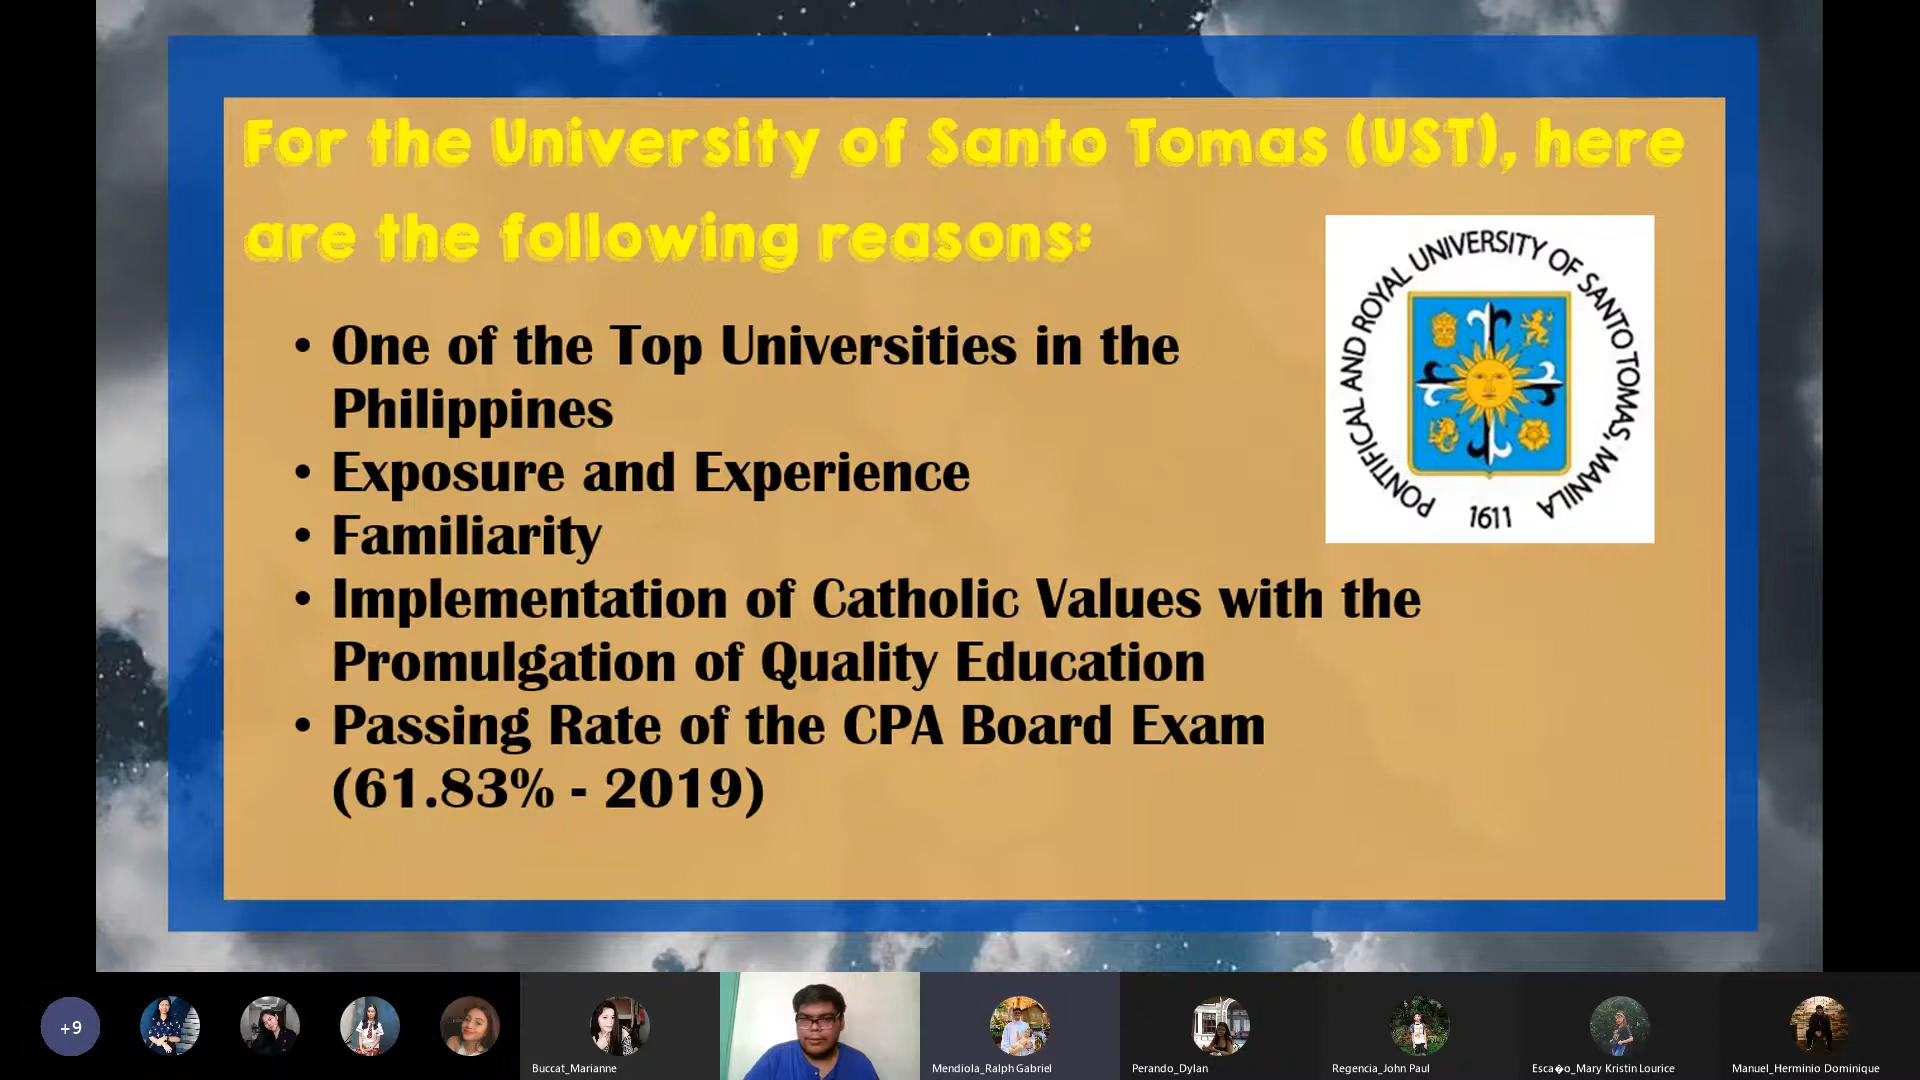 For the University of Santo Tomas (UST), here
are the following reasons:
PONTIFICAL AND ROYAL UNIVERSITY OF SANTO TOMAS, MANILA
1611
• One of the Top Universities in the
Philippines
• Exposure and Experience
• Familiarity
• Implementation of Catholic Values with the
Promulgation of Quality Education
• Passing Rate of the CPA Board Exam
(61.83% - 2019)
+9
Buccat_Marianne
Mendiola_Ralph Gabriel
Perando_Dylan
Regencia_John Paul
Esca�o_Mary Kristin Lourice
Manuel_Herminio Dominique